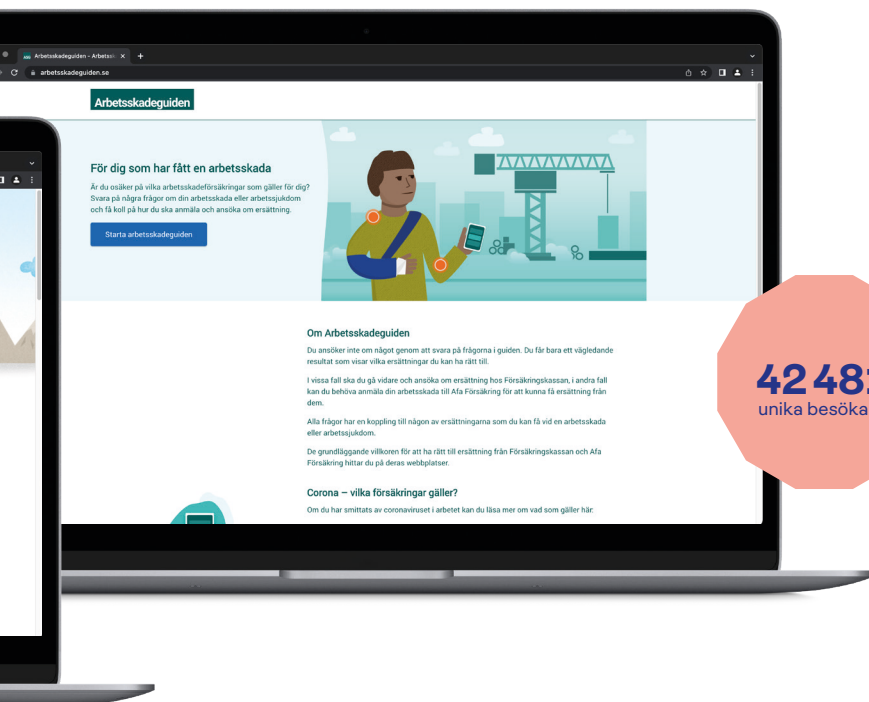 Arbetsskadeguiden - Arbetssk
arbetsskadeguiden.se
Arbetsskadeguiden
För dig som har fått en arbetsskada
Är du osäker på vilka arbetsskadeförsäkringar som gäller för dig?
Svara på några frågor om din arbetsskada eller arbetssjukdom
och få koll på hur du ska anmäla och ansöka om ersättning.
Starta arbetsskadeguiden
Om Arbetsskadeguiden
Du ansöker inte om något genom att svara på frågorna i guiden. Du får bara ett vägledande
resultat som visar vilka ersättningar du kan ha rätt till.
I vissa fall ska du gå vidare och ansöka om ersättning hos Försäkringskassan, i andra fall
kan du behöva anmäla din arbetsskada till Afa Försäkring för att kunna få ersättning från
dem.
Alla frågor har en koppling till någon av ersättningarna som du kan få vid en arbetsskada
eller arbetssjukdom.
De grundläggande villkoren för att ha rätt till ersättning från Försäkringskassan och Afa
Försäkring hittar du på deras webbplatser.
Corona – vilka försäkringar gäller?
Om du har smittats av coronaviruset i arbetet kan du läsa mer om vad som gäller här:
42 48
unika besöka